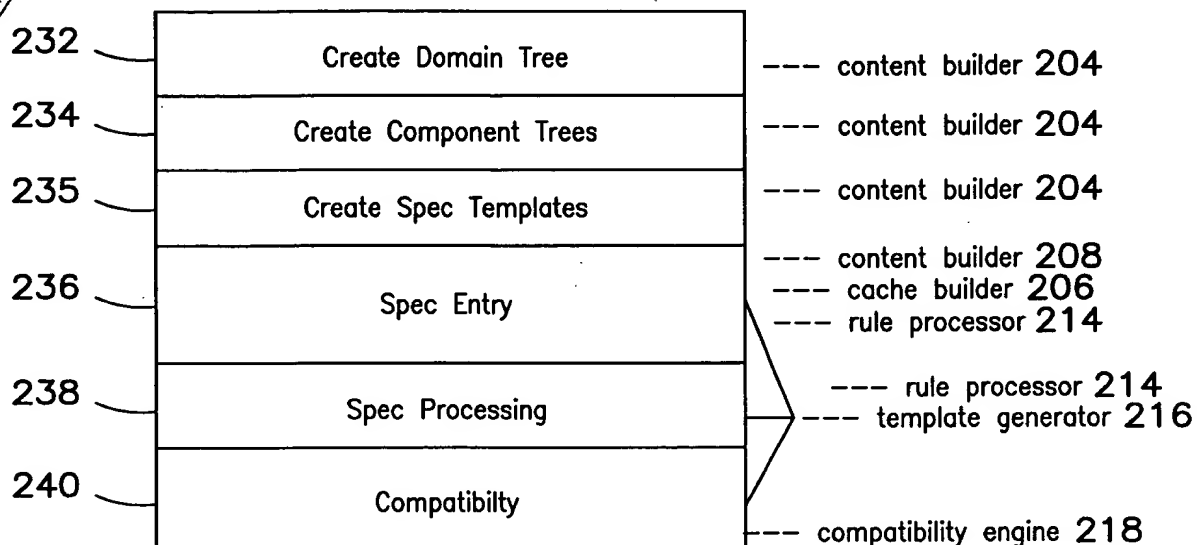 232 Create Domain Tree --- content builder 204
234 Create Component Trees --- content builder 204
235 Create Spec Templates --- content builder 204
--- content builder 208
236 Spec Entry --- cache builder 206
--- rule processor 214
238 Spec Processing --- rule processor 214
--- template generator 216
240 Compatibilty
--- compatibility engine 218